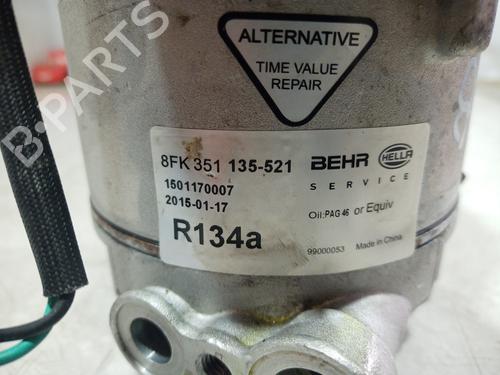 ALTERNATIVE
TIME VALUE
REPAIR
8FK 351 135-521
BEHR HELLA
SERVICE
1501170007
2015-01-17
Oil:PAG 46 or Equiv
R134a
99000053 Made in China
B-PARTS